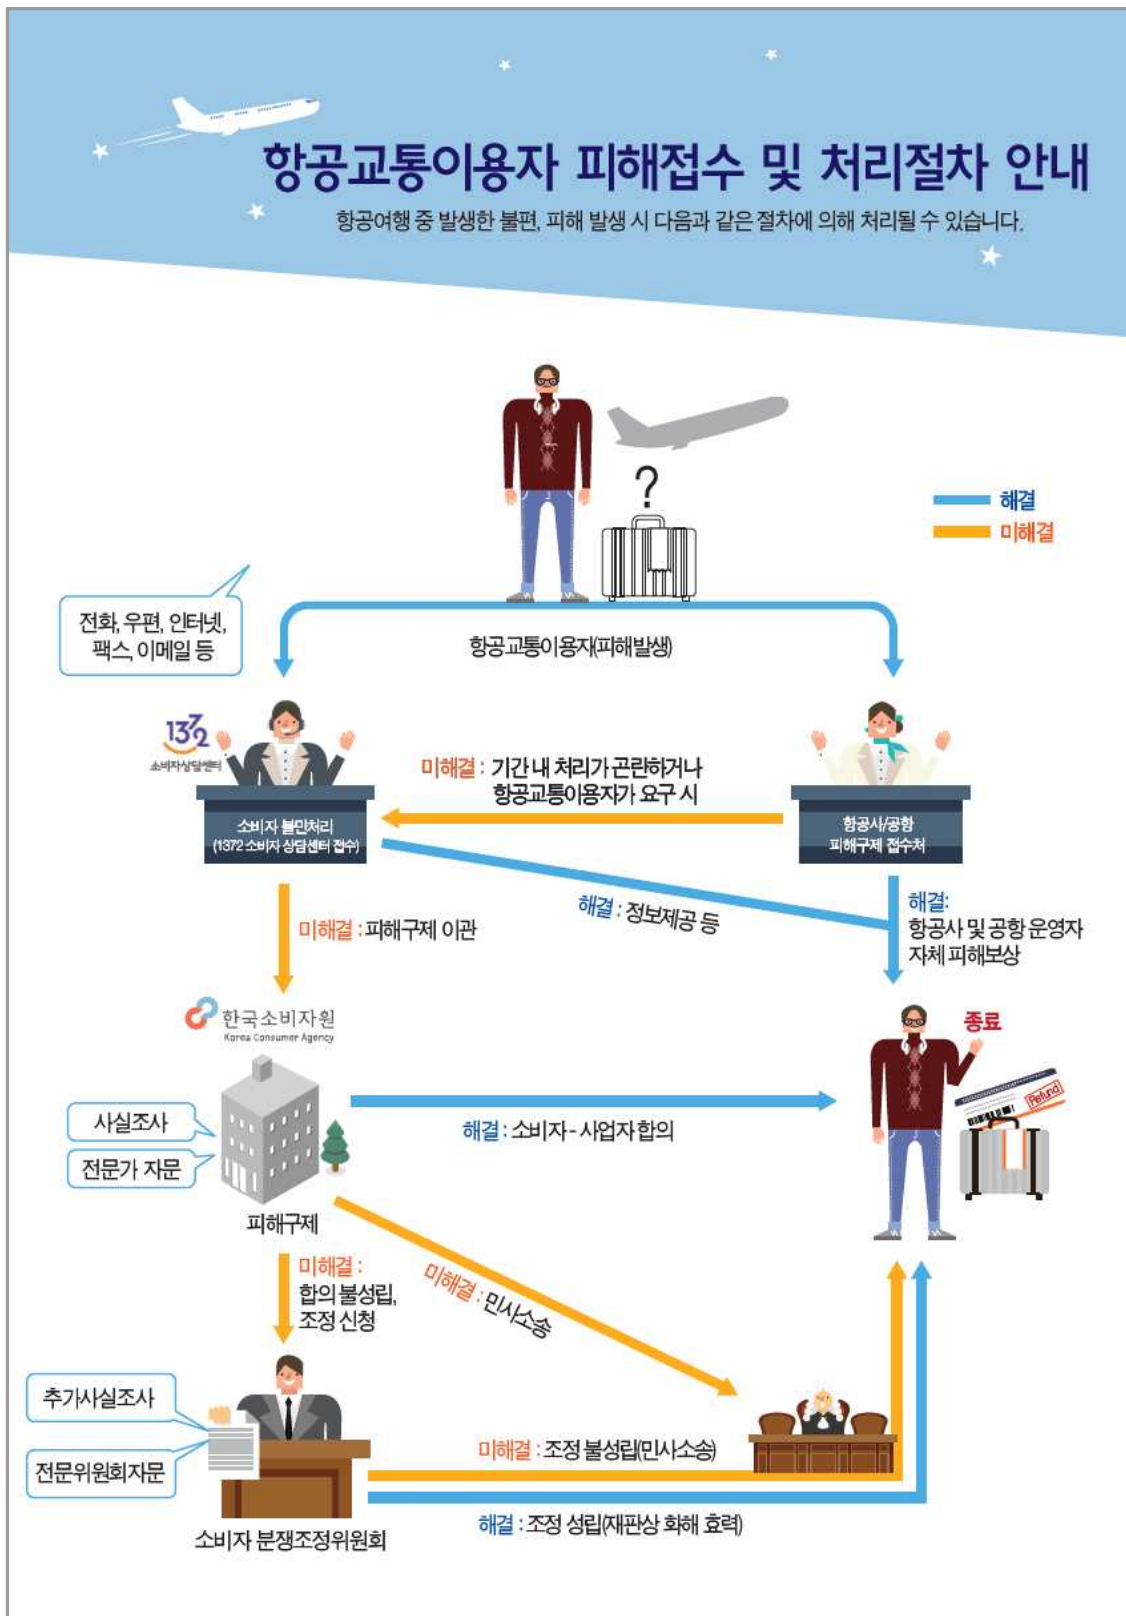 항공교통이용자 피해접수 및 처리절차 안내
항공여행 중 발생한 불편, 피해 발생 시 다음과 같은 절차에 의해 처리될 수 있습니다.
?
해결
미해결
전화, 우편, 인터넷,
팩스, 이메일 등
항공교통이용자(피해발생)
1372
소비자상담센터
미해결 : 기간 내 처리가 곤란하거나
항공교통이용자가 요구 시
소비자 불만처리
(1372 소비자 상담센터 접수)
항공사/공항
피해구제 접수처
해결 : 정보제공 등
해결:
항공사 및 공항 운영자
자체 피해보상
미해결 : 피해구제 이관
한국소비자원
Korea Consumer Agency
종료
Refund
사실조사
전문가 자문
해결 : 소비자 - 사업자 합의
피해구제
미해결 :
합의 불성립,
조정 신청
미해결 : 민사소송
추가사실조사
전문위원회자문
미해결 : 조정 불성립(민사소송)
해결 : 조정 성립(재판상 화해 효력)
소비자 분쟁조정위원회